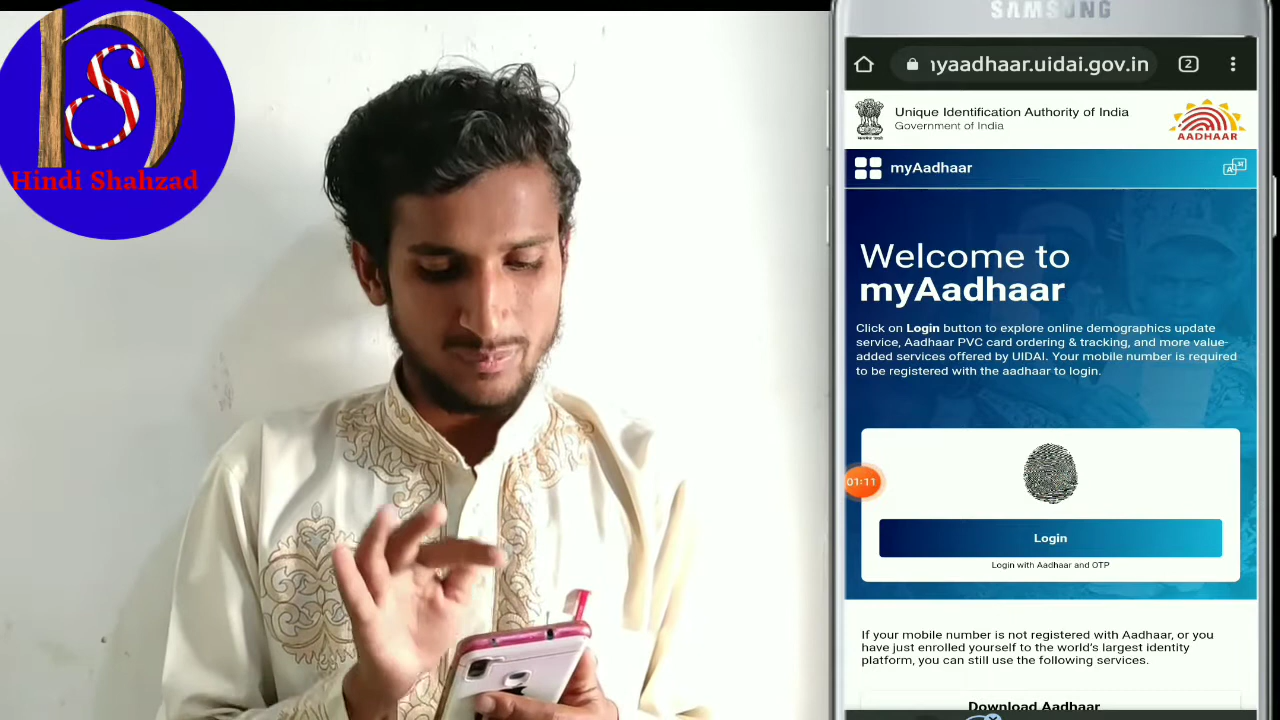 Hindi Shahzad
SAMSUNG
myaadhaar.uidai.gov.in
2
Unique Identification Authority of India
Government of India
AADHAAR
myAadhaar
Welcome to
myAadhaar
Click on Login button to explore online demographics update
service, Aadhaar PVC card ordering & tracking, and more value-
added services offered by UIDAI. Your mobile number is required
to be registered with the aadhaar to login.
01:11
Login
Login with Aadhaar and OTP
If your mobile number is not registered with Aadhaar, or you
have just enrolled yourself to the world's largest identity
platform, you can still use the following services.
Download Aadhaar